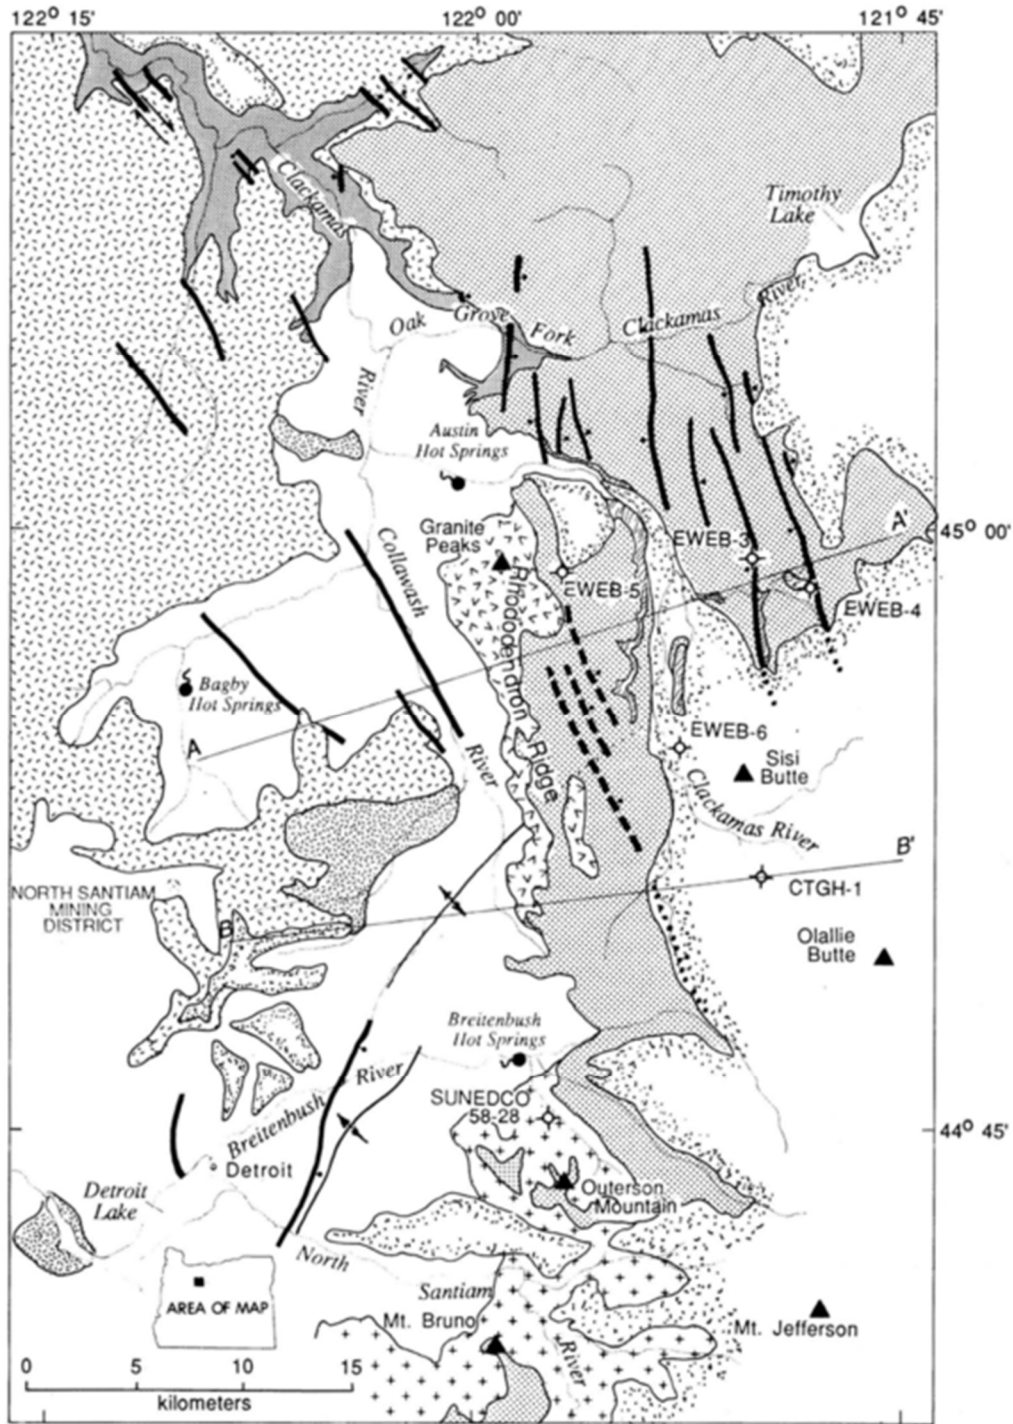 122° 15'
122° 00'
121° 45'
Clackamas
Timothy
Lake
River
Clackamas
Oak
Grove
Fork
River
Austin
Hot Springs
A'
45° 00'
Granite
Peaks
EWEB-3
Collawash
EWEB-5
EWEB-4
Rhododendron
Ridge
Bagby
Hot Springs
EWEB-6
A
River
Sisi
Butte
Clackamas River
B'
NORTH SANTIAM
MINING
DISTRICT
CTGH-1
B
Olallie
Butte
Breitenbush
Hot Springs
River
SUNEDCO
58-28
Breitenbush
44° 45'
Detroit
Detroit
Lake
Outerson
Mountain
North
Santiam
AREA OF MAP
Mt. Bruno
Mt. Jefferson
River
0 5 10 15
kilometers